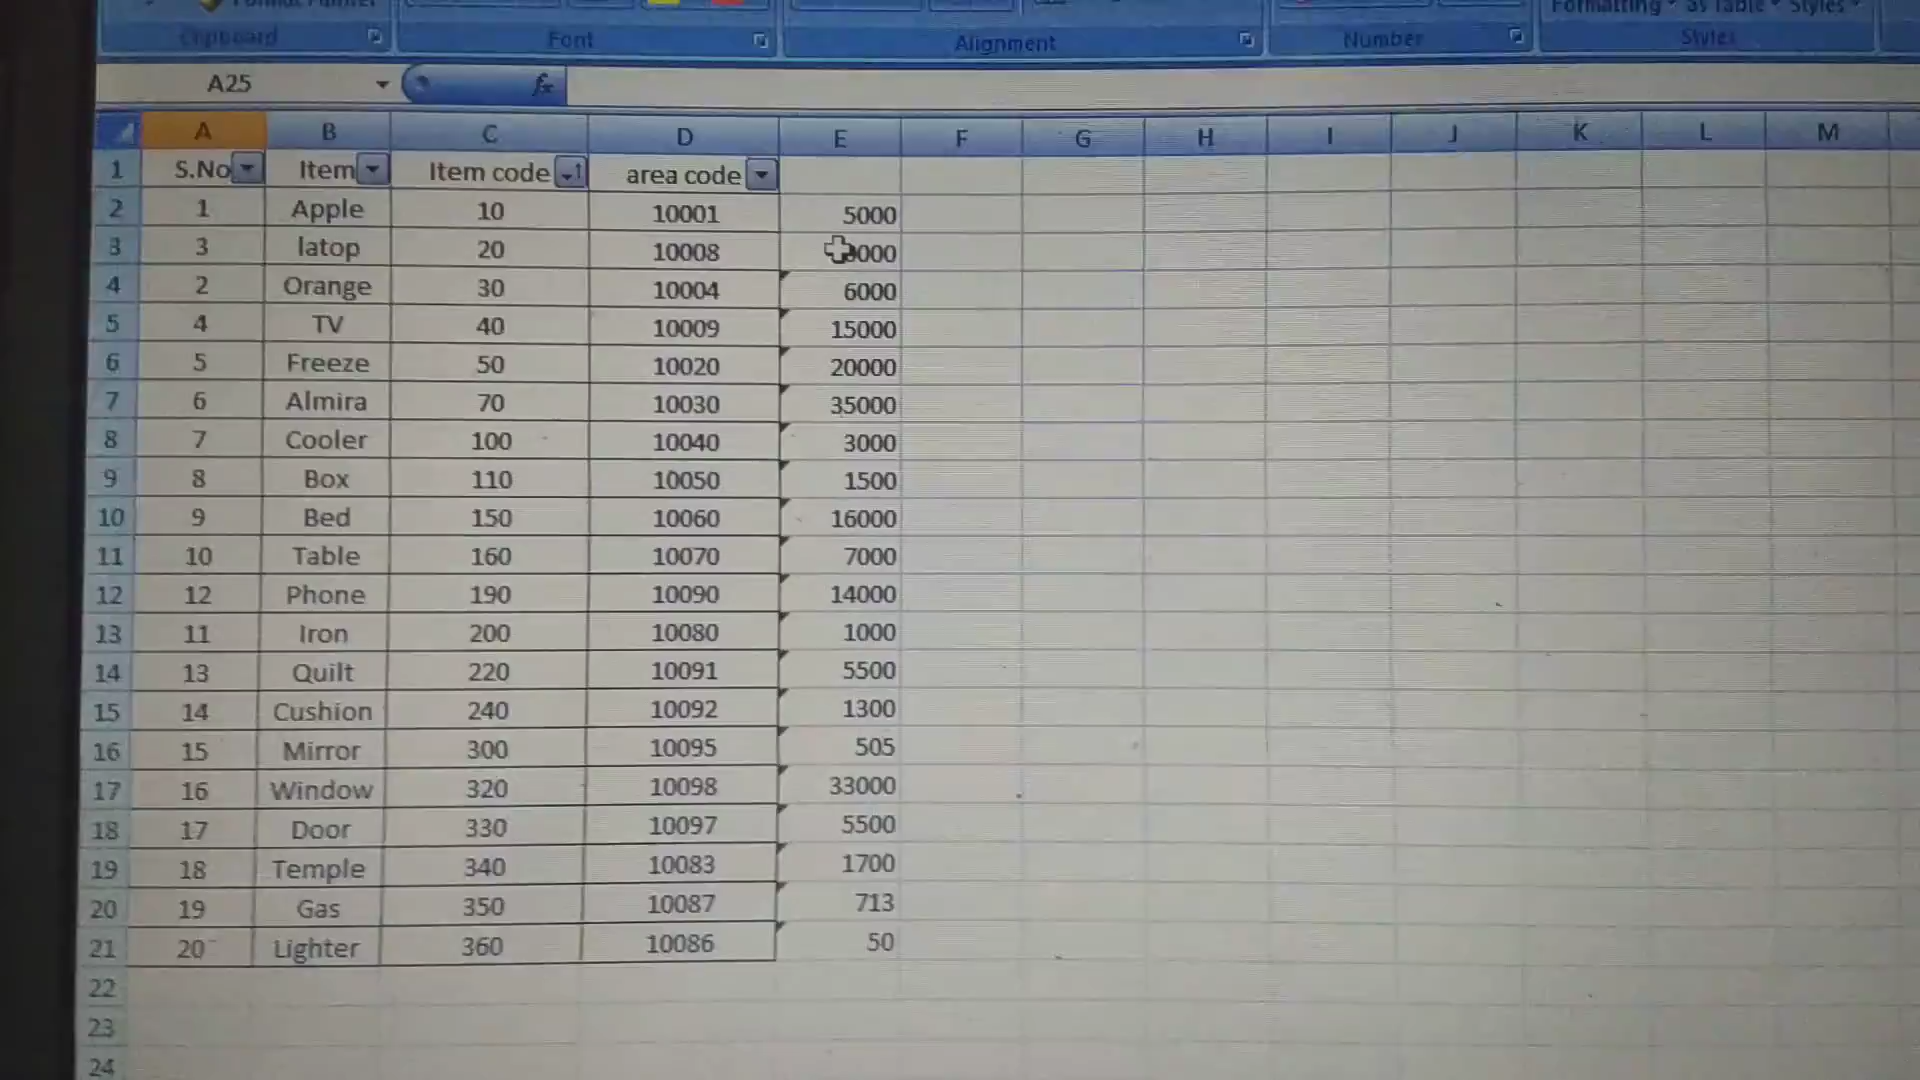 Clipboard Font Alignment Number Styles
Formatting as Table Styles
A25 fx
A B C D E F G H I J K L M
1 S.No Item Item code area code
2 1 Apple 10 10001 5000
3 3 latop 20 10008
4 2 Orange 30 10004 6000
5 4 TV 40 10009 15000
6 5 Freeze 50 10020 20000
7 6 Almira 70 10030 35000
8 7 Cooler 100 10040 3000
9 8 Box 110 10050 1500
10 9 Bed 150 10060 16000
11 10 Table 160 10070 7000
12 12 Phone 190 10090 14000
13 11 Iron 200 10080 1000
14 13 Quilt 220 10091 5500
15 14 Cushion 240 10092 1300
16 15 Mirror 300 10095 505
17 16 Window 320 10098 33000
18 17 Door 330 10097 5500
19 18 Temple 340 10083 1700
20 19 Gas 350 10087 713
21 20 Lighter 360 10086 50
22
23
24